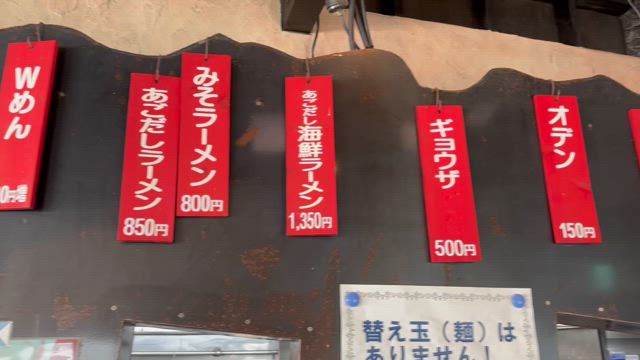 Wめん
0円増
あごだしラーメン
850円
みそラーメン
800円
あごだし海鮮ラーメン
1,350円
ギョウザ
500円
オデン
150円
替え玉（麺）は
ありません！